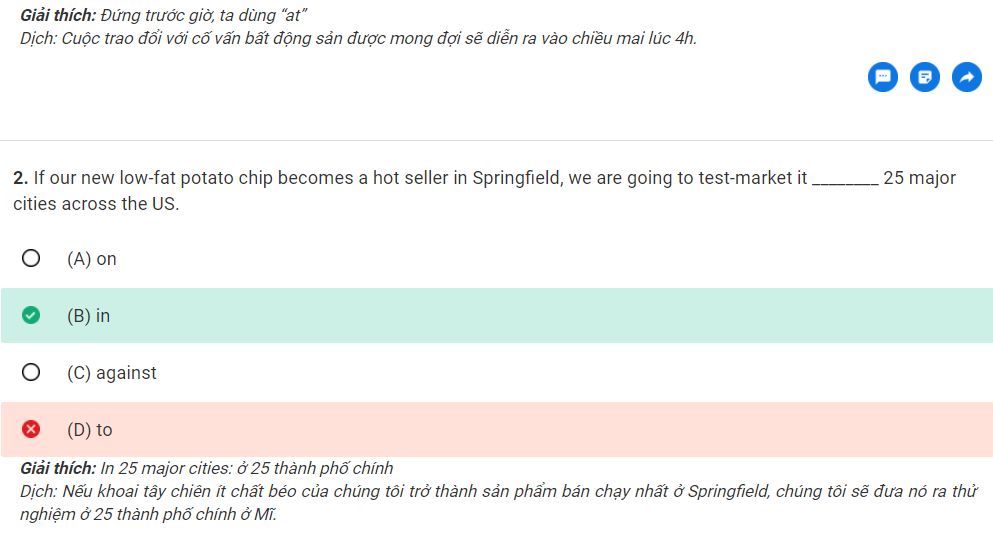 Giải thích: Đứng trước giờ, ta dùng “at”
Dịch: Cuộc trao đổi với cố vấn bất động sản được mong đợi sẽ diễn ra vào chiều mai lúc 4h.
2. If our new low-fat potato chip becomes a hot seller in Springfield, we are going to test-market it ________ 25 major
cities across the US.
(A) on
(B) in
(C) against
(D) to
Giải thích: In 25 major cities: ở 25 thành phố chính
Dịch: Nếu khoai tây chiên ít chất béo của chúng tôi trở thành sản phẩm bán chạy nhất ở Springfield, chúng tôi sẽ đưa nó ra thử
nghiệm ở 25 thành phố chính ở Mĩ.